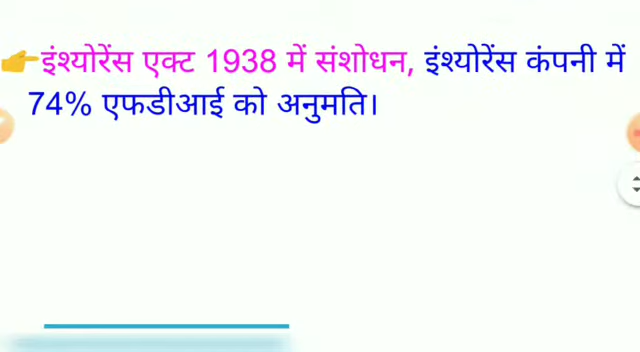 👉इंश्योरेंस एक्ट 1938 में संशोधन, इंश्योरेंस कंपनी में
74% एफडीआई को अनुमति।